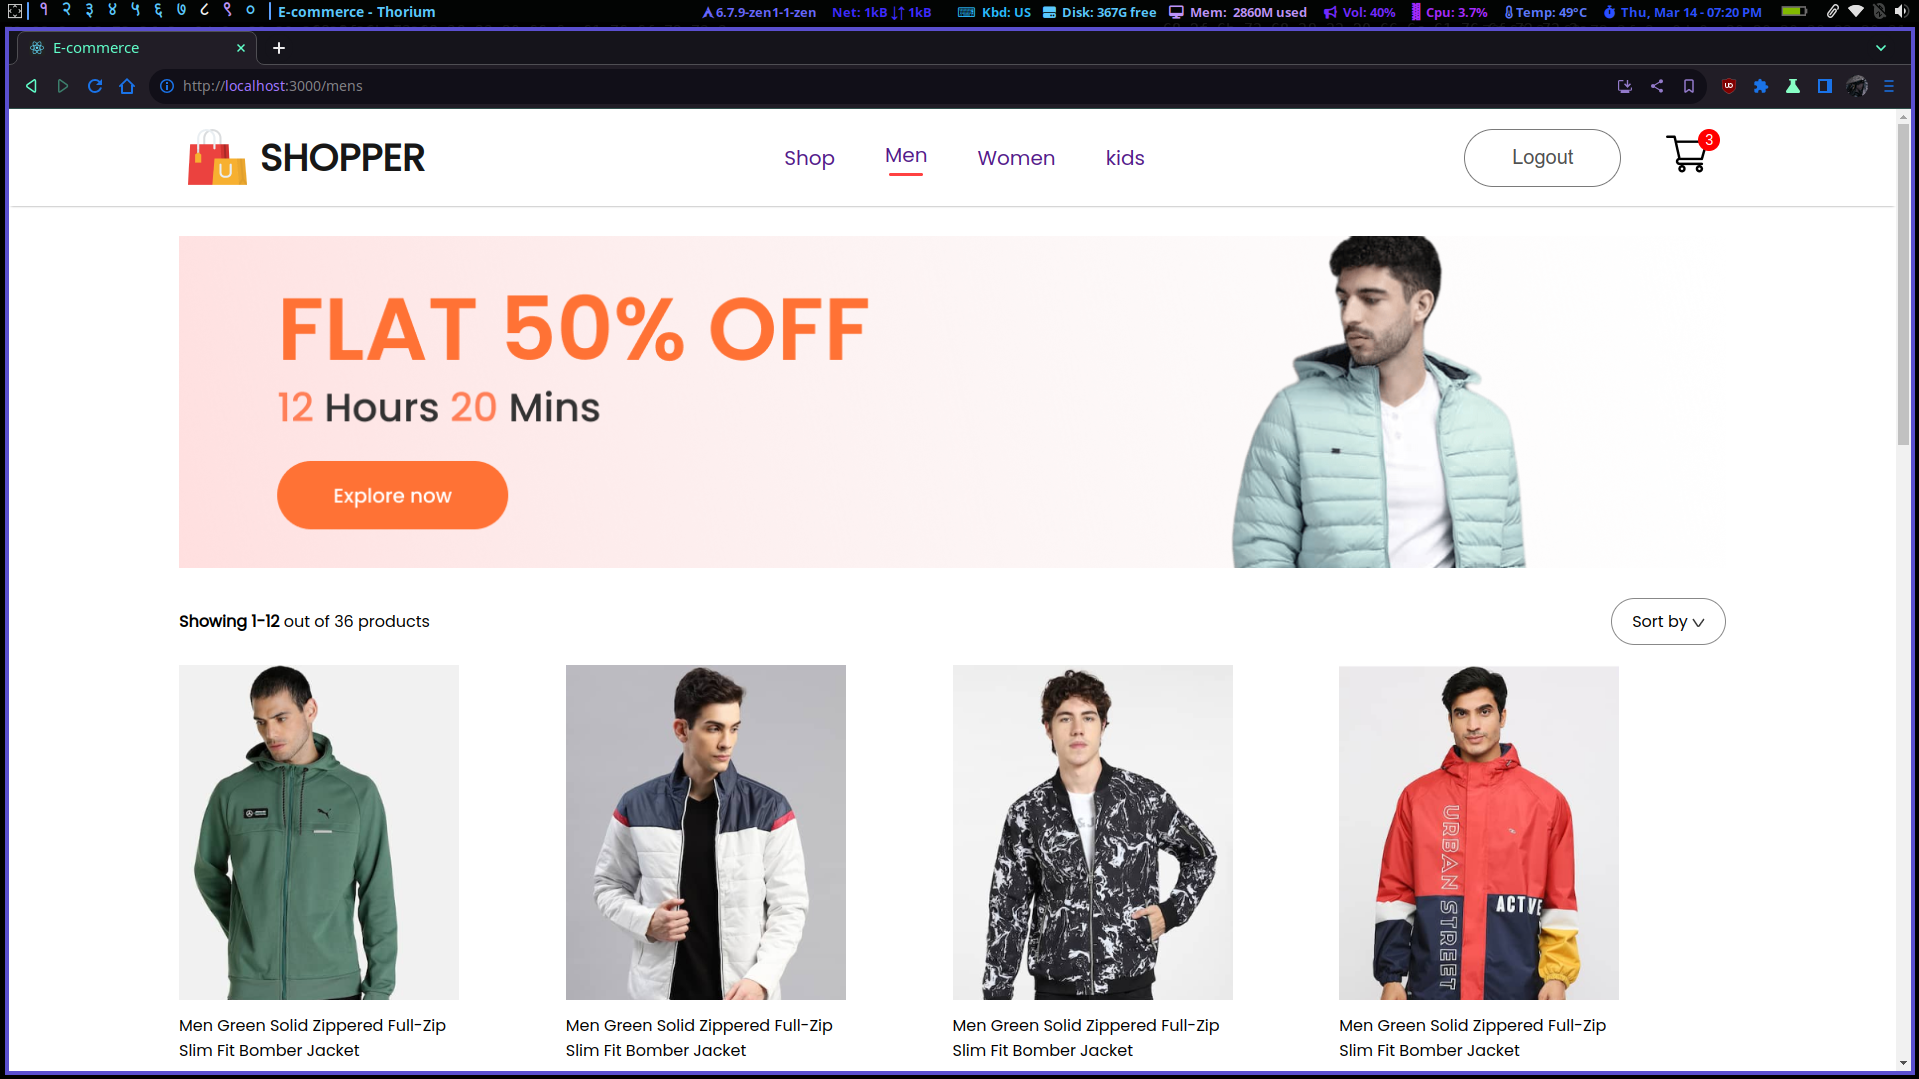 १ २ ३ ४ ५ ६ ७ ८ ९ ० E-commerce - Thorium 6.7.9-zen1-1-zen Net: 1kB 1kB Kbd: US Disk: 367G free Mem: 2860M used Vol: 40% Cpu: 3.7% Temp: 49°C Thu, Mar 14 - 07:20 PM
E-commerce
http://localhost:3000/mens
U SHOPPER Shop Men Women kids Logout 3
FLAT 50% OFF
12 Hours 20 Mins
Explore now
Showing 1-12 out of 36 products Sort by
URBAN STREET
ACTIVE
Men Green Solid Zippered Full-Zip
Slim Fit Bomber Jacket
Men Green Solid Zippered Full-Zip
Slim Fit Bomber Jacket
Men Green Solid Zippered Full-Zip
Slim Fit Bomber Jacket
Men Green Solid Zippered Full-Zip
Slim Fit Bomber Jacket